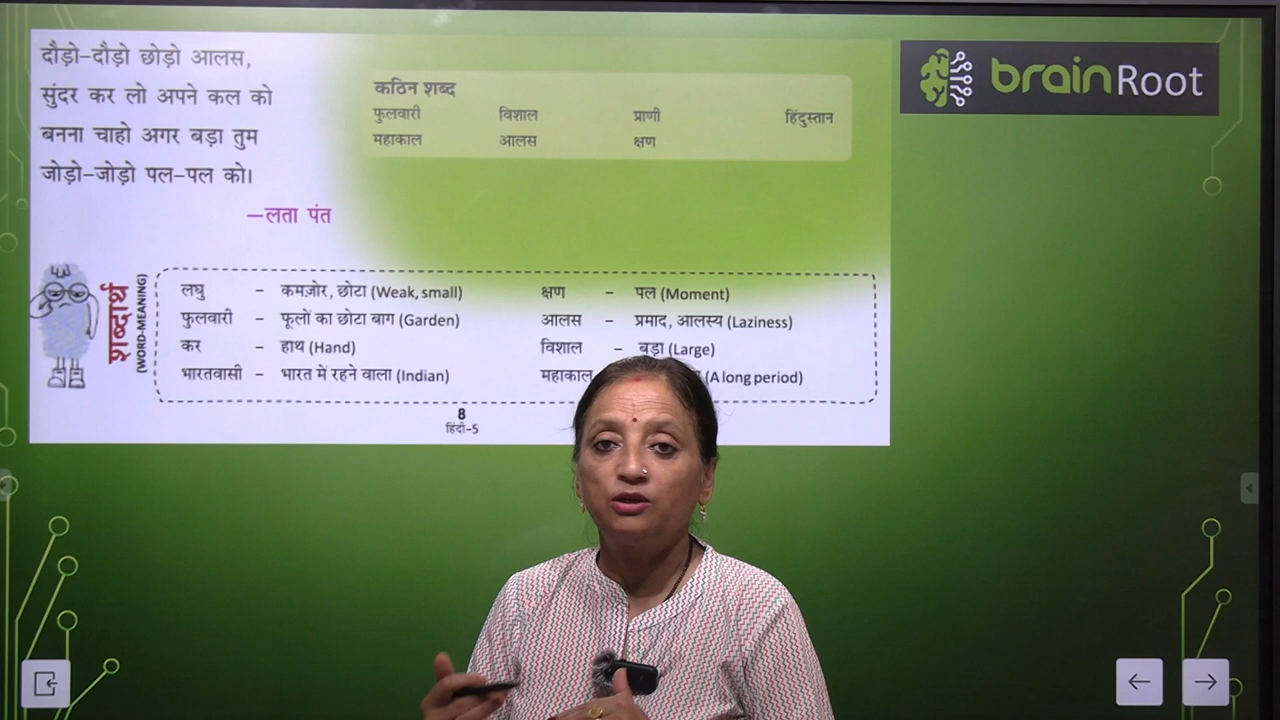 दौड़ो-दौड़ो छोड़ो आलस,
सुंदर कर लो अपने कल को
बनना चाहो अगर बड़ा तुम
जोड़ो-जोड़ो पल-पल को।
—लता पंत
कठिन शब्द
फुलवारी विशाल प्राणी हिंदुस्तान
महाकाल आलस क्षण
brainRoot
शब्दार्थ
(WORD-MEANING)
लघु – कमज़ोर, छोटा (Weak, small) क्षण – पल (Moment)
फुलवारी – फूलों का छोटा बाग (Garden) आलस – प्रमाद, आलस्य (Laziness)
कर – हाथ (Hand) विशाल – बड़ा (Large)
भारतवासी – भारत में रहने वाला (Indian) महाकाल (A long period)
8
हिंदी-5